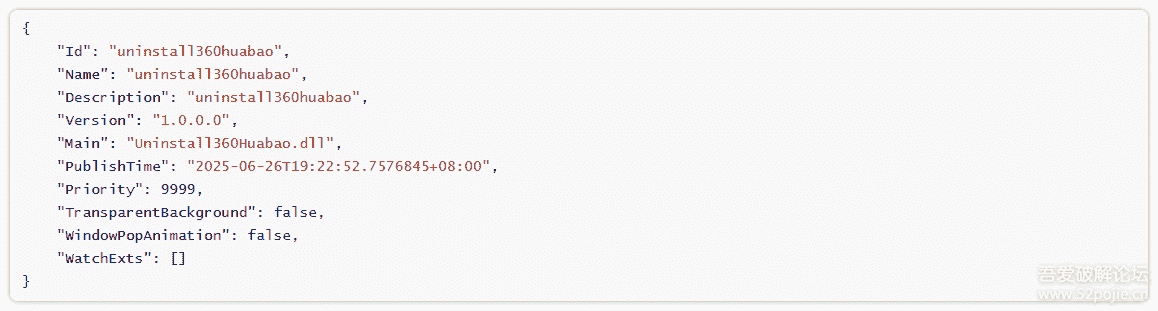 {
    "Id": "uninstall360huabao",
    "Name": "uninstall360huabao",
    "Description": "uninstall360huabao",
    "Version": "1.0.0.0",
    "Main": "Uninstall360Huabao.dll",
    "PublishTime": "2025-06-26T19:22:52.7576845+08:00",
    "Priority": 9999,
    "TransparentBackground": false,
    "WindowPopAnimation": false,
    "WatchExts": []
}
吾爱破解论坛
www.52pojie.cn